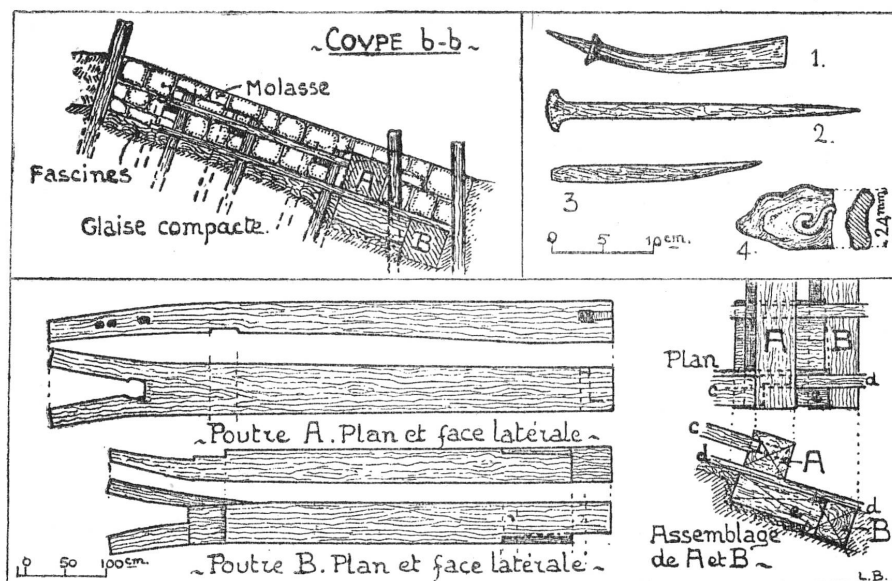 ~ COVPE b-b ~
Molasse
A
B
Fascines
Glaise compacte.
1.
2.
3
4.
24mm
0 5 10cm.
Plan
A
B
c
d
~ Poutre A. Plan et face latérale ~
c
d
A
e
d
B
~ Poutre B. Plan et face latérale ~
0 50 100cm.
Assemblage
de A et B ~
L.B.